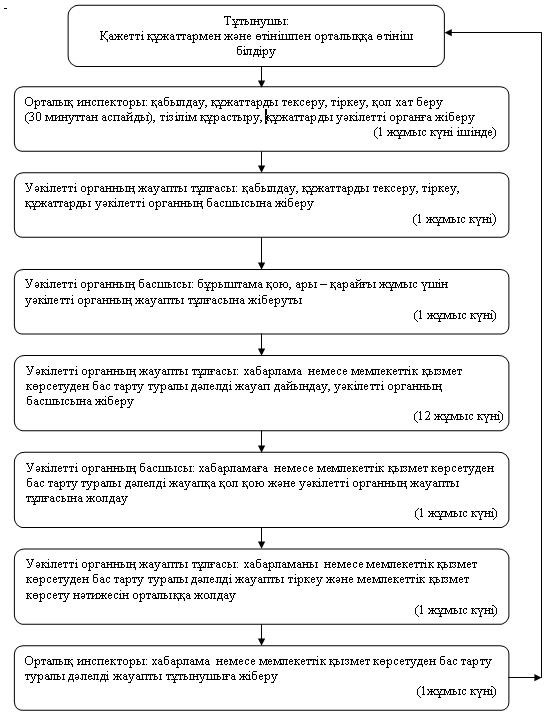 -
Тұтынушы:
Қажетті құжаттармен және өтінішпен орталыққа өтініш
білдіру
Орталық инспекторы: қабылдау, құжаттарды тексеру, тіркеу, қол хат беру
(30 минуттан аспайды), тізілім құрастыру, құжаттарды уәкілетті органға жіберу
(1 жұмыс күні ішінде)
Уәкілетті органның жауапты тұлғасы: қабылдау, құжаттарды тексеру, тіркеу,
құжаттарды уәкілетті органның басшысына жіберу
(1 жұмыс күні)
Уәкілетті органның басшысы: бұрыштама қою, ары – қарайғы жұмыс үшін
уәкілетті органның жауапты тұлғасына жіберуты
(1 жұмыс күні)
Уәкілетті органның жауапты тұлғасы: хабарлама немесе мемлекеттік қызмет
көрсетуден бас тарту туралы дәлелді жауап дайындау, уәкілетті органның
басшысына жіберу
(12 жұмыс күні)
Уәкілетті органның басшысы: хабарламаға немесе мемлекеттік қызмет көрсетуден
бас тарту туралы дәлелді жауапқа қол қою және уәкілетті органның жауапты
тұлғасына жолдау
(1 жұмыс күні)
Уәкілетті органның жауапты тұлғасы: хабарламаны немесе мемлекеттік қызмет
көрсетуден бас тарту туралы дәлелді жауапты тіркеу және мемлекеттік қызмет
көрсету нәтижесін орталыққа жолдау
(1 жұмыс күні)
Орталық инспекторы: хабарлама немесе мемлекеттік қызмет көрсетуден бас тарту
туралы дәлелді жауапты тұтынушыға жіберу
(1жұмыс күні)